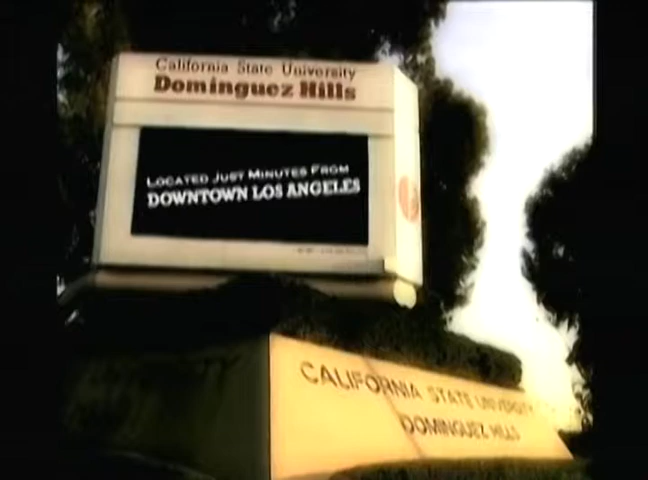 California State University
Dominguez Hills
LOCATED JUST MINUTES FROM
DOWNTOWN LOS ANGELES
CALIFORNIA STATE UNIVERSITY
DOMINGUEZ HILLS